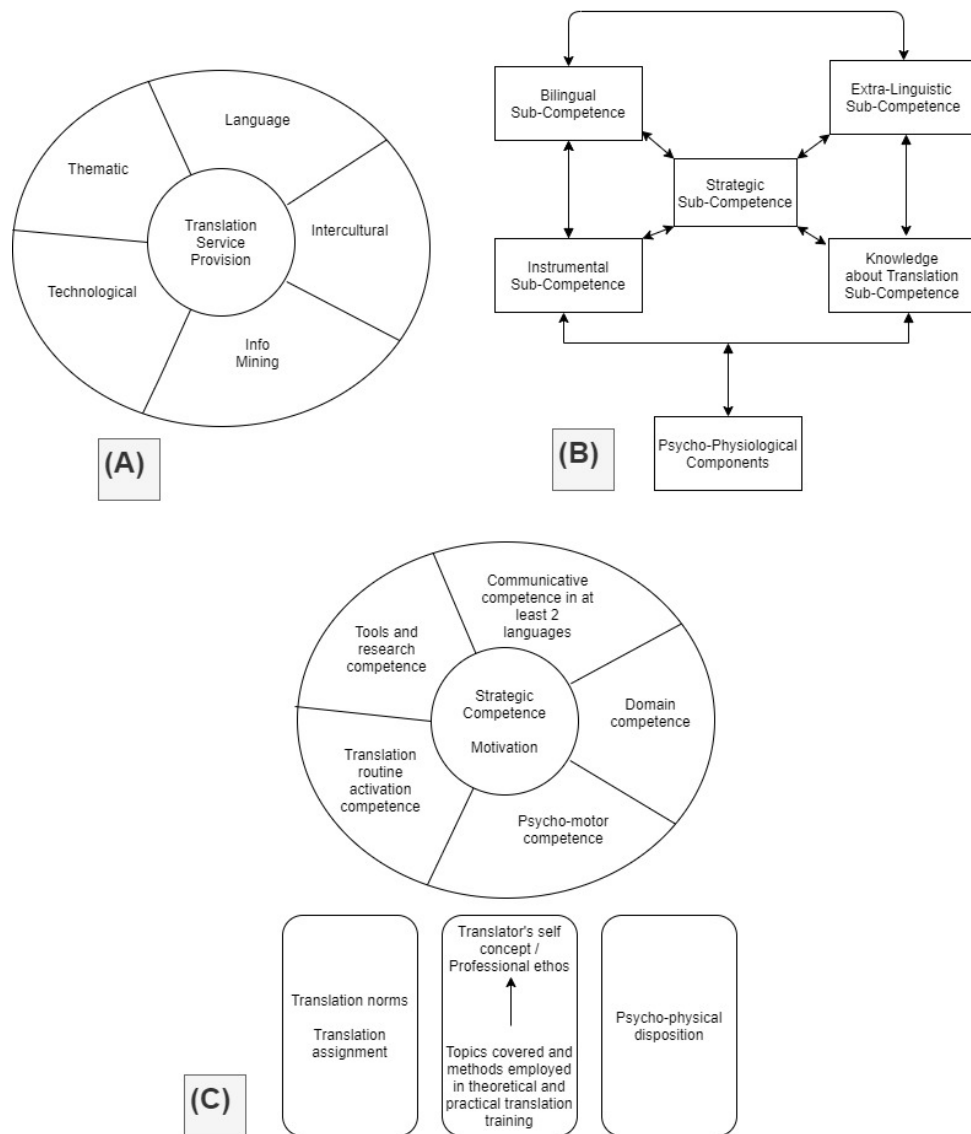 Language
Thematic
Translation
Service
Provision
Intercultural
Technological
Info
Mining
(A)
Bilingual
Sub-Competence
Extra-Linguistic
Sub-Competence
Strategic
Sub-Competence
Instrumental
Sub-Competence
Knowledge
about Translation
Sub-Competence
Psycho-Physiological
Components
(B)
Communicative
competence in at
least 2
languages
Tools and
research
competence
Strategic
Competence
Motivation
Domain
competence
Translation
routine
activation
competence
Psycho-motor
competence
Translation norms
Translation
assignment
Translator's self
concept /
Professional ethos
Topics covered and
methods employed
in theoretical and
practical translation
training
Psycho-physical
disposition
(C)